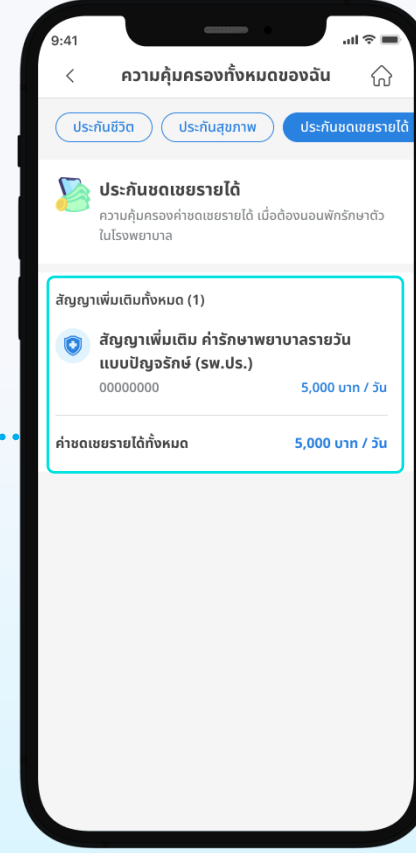 9:41
ความคุ้มครองทั้งหมดของฉัน
ประกันชีวิต ประกันสุขภาพ ประกันชดเชยรายได้
ประกันชดเชยรายได้
ความคุ้มครองค่าชดเชยรายได้ เมื่อต้องนอนพักรักษาตัว
ในโรงพยาบาล
สัญญาเพิ่มเติมทั้งหมด (1)
สัญญาเพิ่มเติม ค่ารักษาพยาบาลรายวัน
แบบปัญจรักษ์ (รพ.ปร.)
00000000 5,000 บาท / วัน
ค่าชดเชยรายได้ทั้งหมด 5,000 บาท / วัน